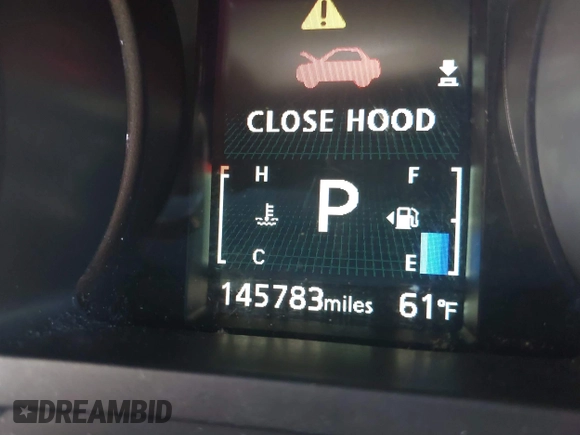 CLOSE HOOD
H F
P
C E
145783miles 61°F
DREAMBID